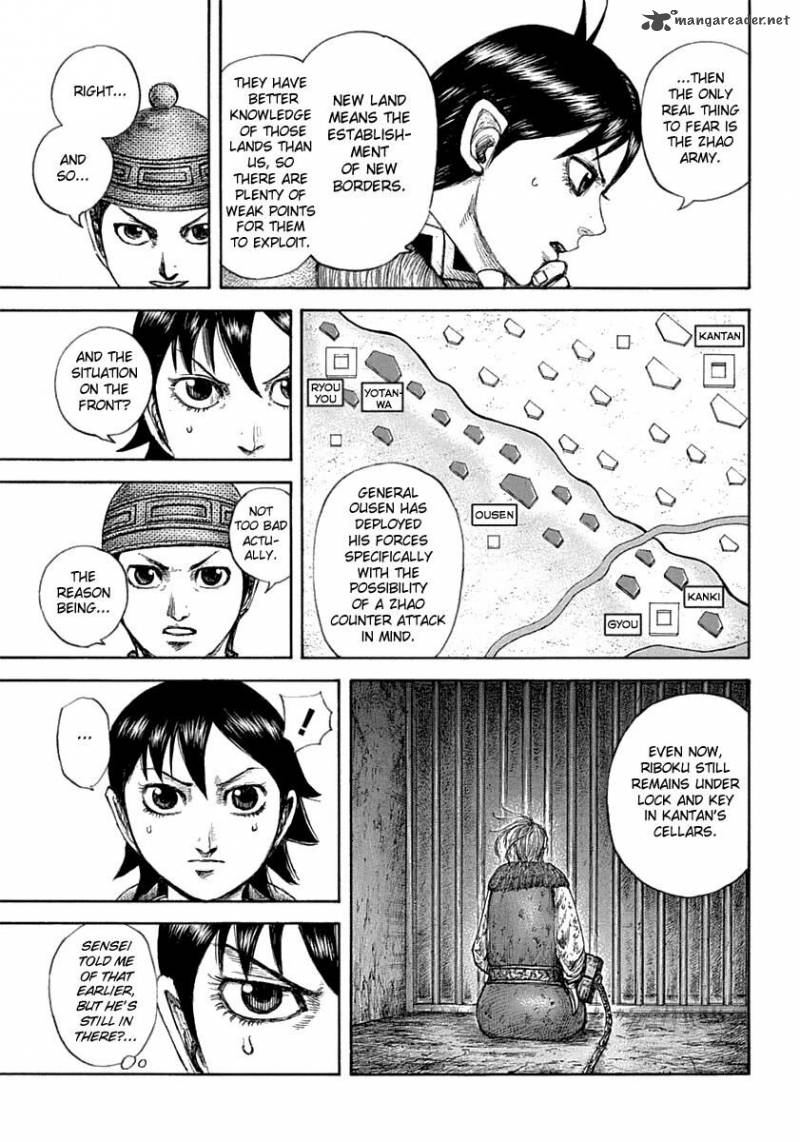 mangareader.net
...THEN
THE ONLY
REAL THING
TO FEAR IS
THE ZHAO
ARMY.
NEW LAND
MEANS THE
ESTABLISH-
MENT
OF NEW
BORDERS.
THEY HAVE
BETTER
KNOWLEDGE
OF THOSE
LANDS THAN
US, SO
THERE ARE
PLENTY OF
WEAK POINTS
FOR THEM
TO EXPLOIT.
RIGHT...
AND
SO...
KANTAN
RYOU
YOU
YOTAN-
WA
OUSEN
KANKI
GYOU
GENERAL
OUSEN HAS
DEPLOYED
HIS FORCES
SPECIFICALLY
WITH THE
POSSIBILITY
OF A ZHAO
COUNTER ATTACK
IN MIND.
AND THE
SITUATION
ON THE
FRONT?
NOT
TOO BAD
ACTU-
ALLY.
THE
REASON
BEING...
EVEN NOW,
RIBOKU STILL
REMAINS UNDER
LOCK AND KEY
IN KANTAN'S
CELLARS.
!
...
SENSEI
TOLD ME
OF THAT
EARLIER,
BUT HE'S
STILL IN
THERE?...